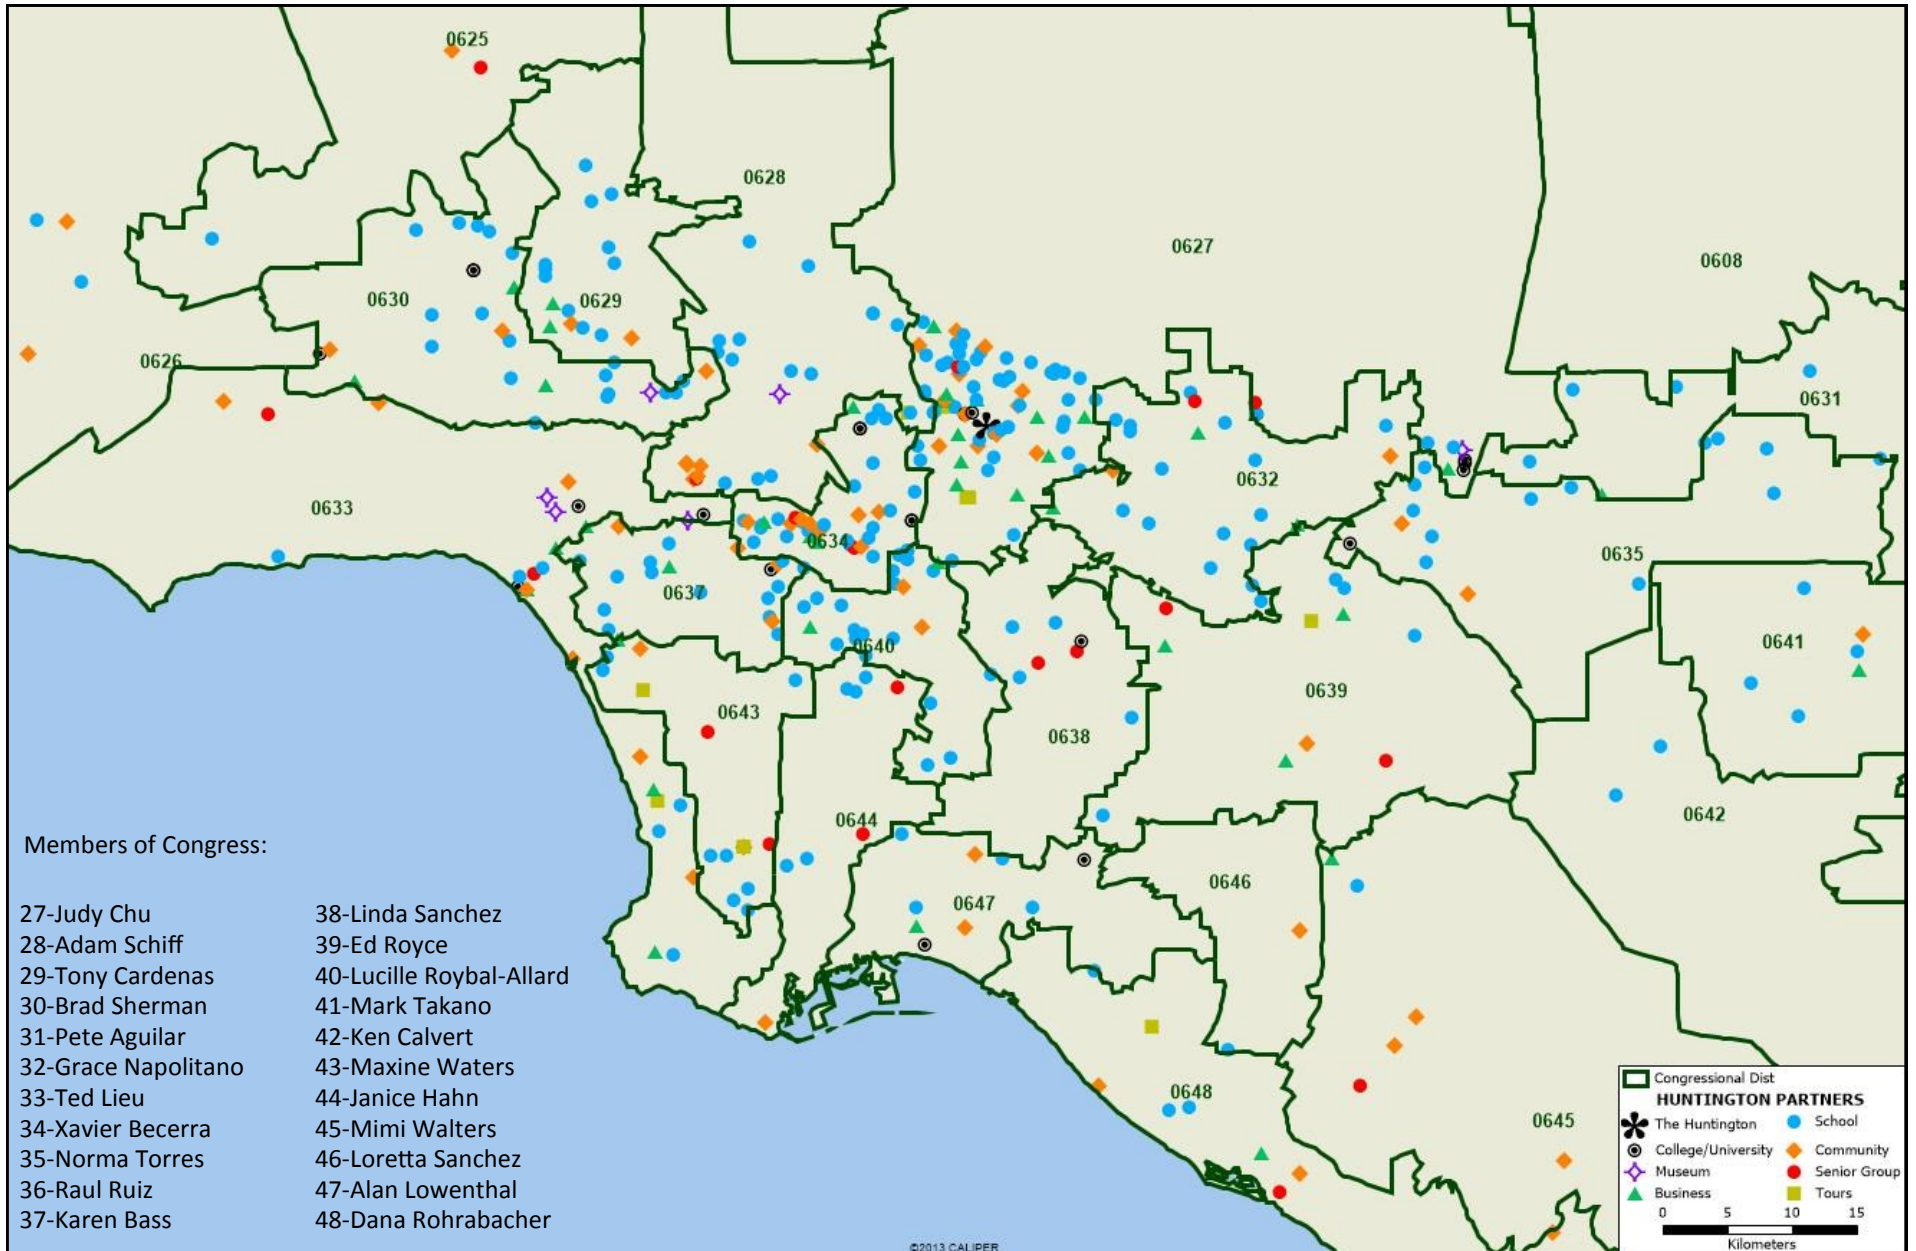 0625
0628
0627
0608
0630
0629
0626
0631
0633
0632
0634
0635
0637
0640
0641
0639
0643
0638
0644
0642
0646
0647
0648
0645
Members of Congress:
27-Judy Chu
28-Adam Schiff
29-Tony Cardenas
30-Brad Sherman
31-Pete Aguilar
32-Grace Napolitano
33-Ted Lieu
34-Xavier Becerra
35-Norma Torres
36-Raul Ruiz
37-Karen Bass
38-Linda Sanchez
39-Ed Royce
40-Lucille Roybal-Allard
41-Mark Takano
42-Ken Calvert
43-Maxine Waters
44-Janice Hahn
45-Mimi Walters
46-Loretta Sanchez
47-Alan Lowenthal
48-Dana Rohrabacher
Congressional Dist
HUNTINGTON PARTNERS
The Huntington
School
College/University
Community
Museum
Senior Group
Business
Tours
0 5 10 15
Kilometers
©2013 CALIPER